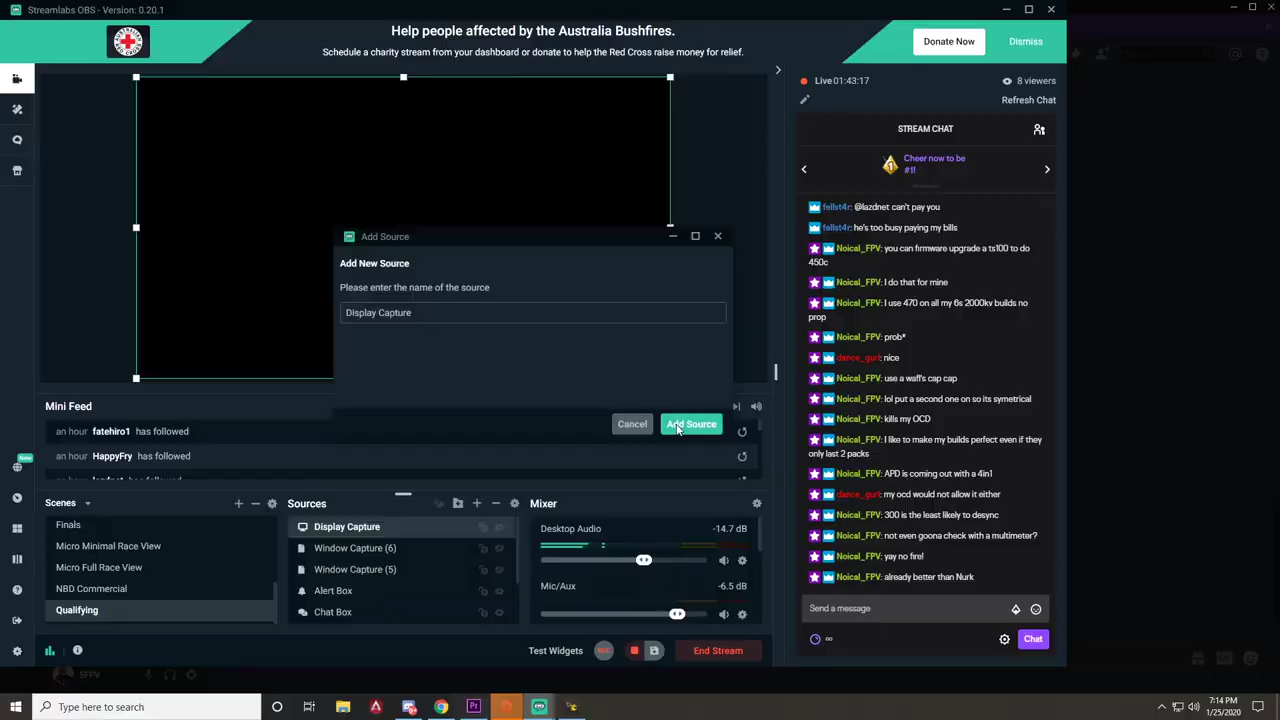 Streamlabs OBS - Version: 0.20.1
Help people affected by the Australia Bushfires.
Schedule a charity stream from your dashboard or donate to help the Red Cross raise money for relief.
Donate Now
Dismiss
Live 01:43:17
8 viewers
Refresh Chat
STREAM CHAT
Cheer now to be
#1!
Add Source
Add New Source
Please enter the name of the source
Display Capture
Cancel
Add Source
fellst4r: @lazdnet can't pay you
fellst4r: he's too busy paying my bills
Noical_FPV: you can firmware upgrade a ts100 to do
450c
Noical_FPV: I do that for mine
Noical_FPV: I use 470 on all my 6s 2000kv builds no
prop
Noical_FPV: prob*
dance_gurl: nice
Noical_FPV: use a waffs cap cap
Noical_FPV: lol put a second one on so its symetrical
Noical_FPV: kills my OCD
Noical_FPV: I like to make my builds perfect even if they
only last 2 packs
Noical_FPV: APD is coming out with a 4in1
dance_gurl: my ocd would not allow it either
Noical_FPV: 300 is the least likely to desync
Noical_FPV: not even goona check with a multimeter?
Noical_FPV: yay no fire!
Noical_FPV: already better than Nurk
Send a message
Chat
Mini Feed
an hour fatehiro1 has followed
an hour HappyFry has followed
New
Scenes
Finals
Micro Minimal Race View
Micro Full Race View
NBD Commercial
Qualifying
Sources
Display Capture
Window Capture (6)
Window Capture (5)
Alert Box
Chat Box
Mixer
Desktop Audio
-14.7 dB
Mic/Aux
-6.5 dB
Test Widgets
REC
End Stream
SFPV
Type here to search
7:14 PM
1/25/2020